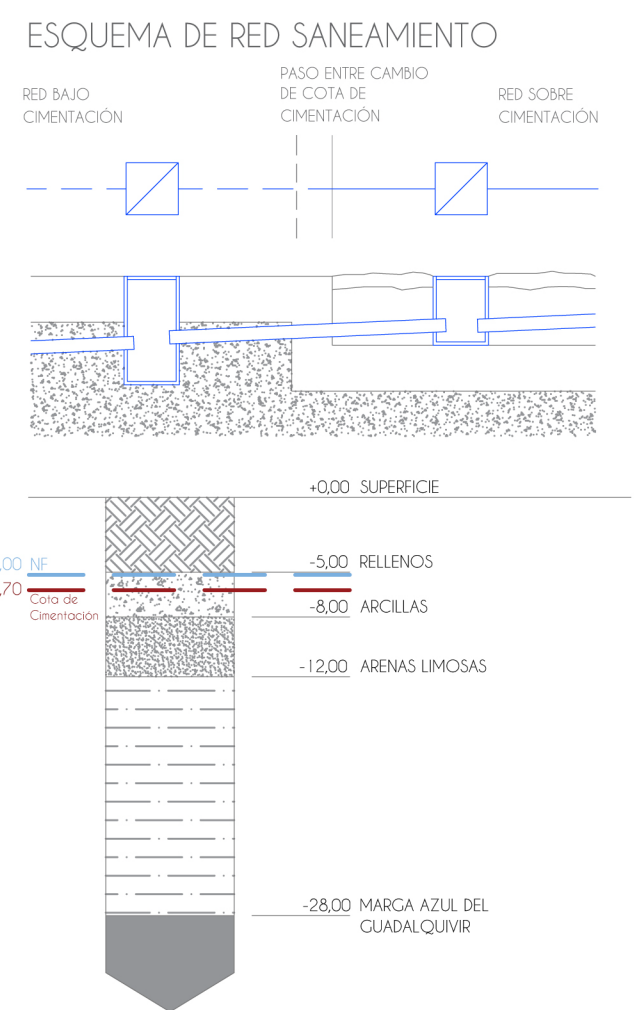 ESQUEMA DE RED SANEAMIENTO
RED BAJO
CIMENTACIÓN
PASO ENTRE CAMBIO
DE COTA DE
CIMENTACIÓN
RED SOBRE
CIMENTACIÓN
+0,00 SUPERFICIE
,00 NF
-5,00 RELLENOS
,70
Cota de
Cimentación
-8,00 ARCILLAS
-12,00 ARENAS LIMOSAS
-28,00 MARGA AZUL DEL
GUADALQUIVIR